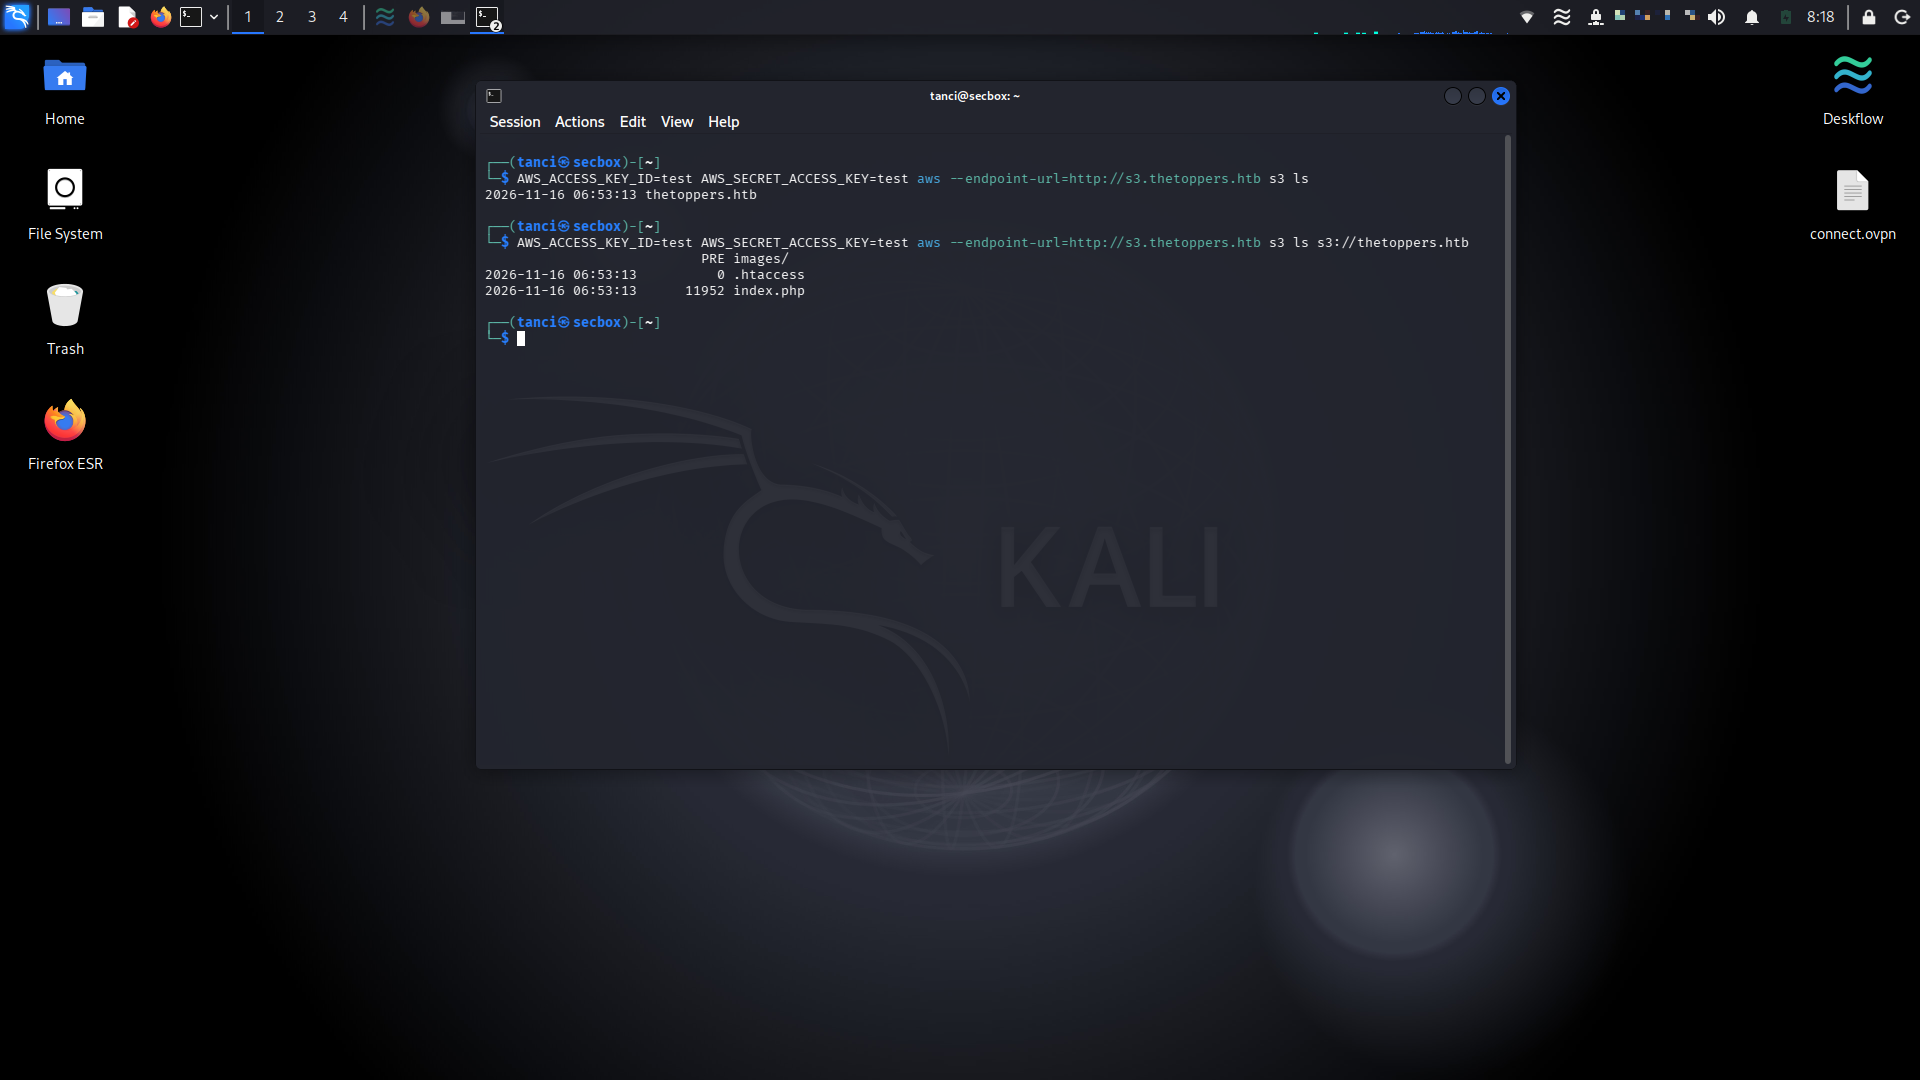 1 2 3 4
2
8:18
Home
File System
Trash
Firefox ESR
Deskflow
connect.ovpn
tanci@secbox: ~
Session Actions Edit View Help
┌──(tanci㉿secbox)-[~]
└─$ AWS_ACCESS_KEY_ID=test AWS_SECRET_ACCESS_KEY=test aws --endpoint-url=http://s3.thetoppers.htb s3 ls
2026-11-16 06:53:13 thetoppers.htb
┌──(tanci㉿secbox)-[~]
└─$ AWS_ACCESS_KEY_ID=test AWS_SECRET_ACCESS_KEY=test aws --endpoint-url=http://s3.thetoppers.htb s3 ls s3://thetoppers.htb
PRE images/
2026-11-16 06:53:13 0 .htaccess
2026-11-16 06:53:13 11952 index.php
┌──(tanci㉿secbox)-[~]
└─$
KALI